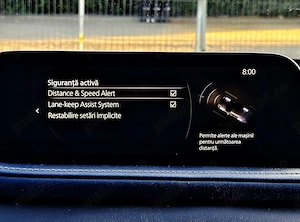 8:00
Siguranță activă
Distance & Speed Alert
Lane-keep Assist System
Restabilire setări implicite
Permite alerte ale mașinii
pentru următoarea
distanță.